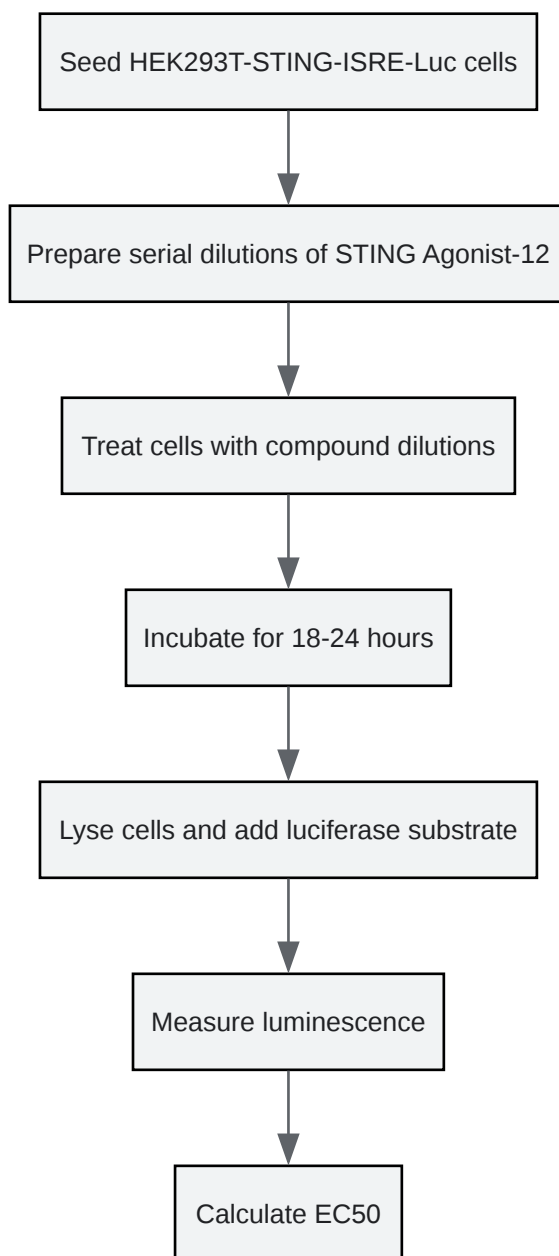 Seed HEK293T-STING-ISRE-Luc cells
Prepare serial dilutions of STING Agonist-12
Treat cells with compound dilutions
Incubate for 18-24 hours
Lyse cells and add luciferase substrate
Measure luminescence
Calculate EC50